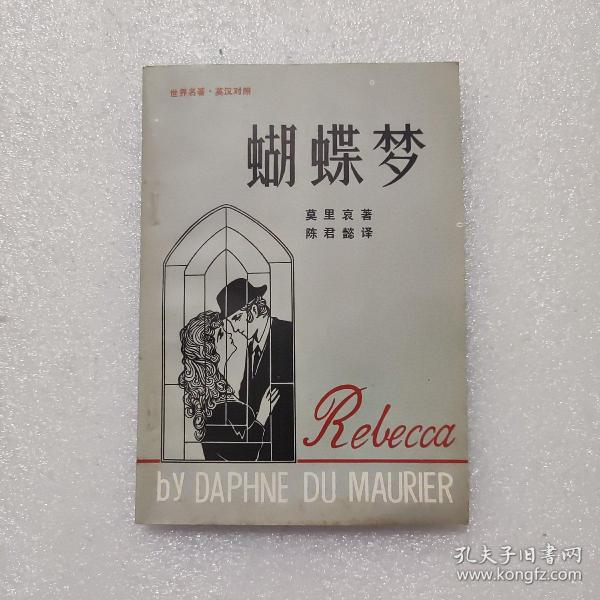 世界名著·英汉对照
蝴蝶梦
莫里哀著
陈君懿译
Rebecca
by DAPHNE DU MAURIER
孔夫子旧书网
www.kongfz.com